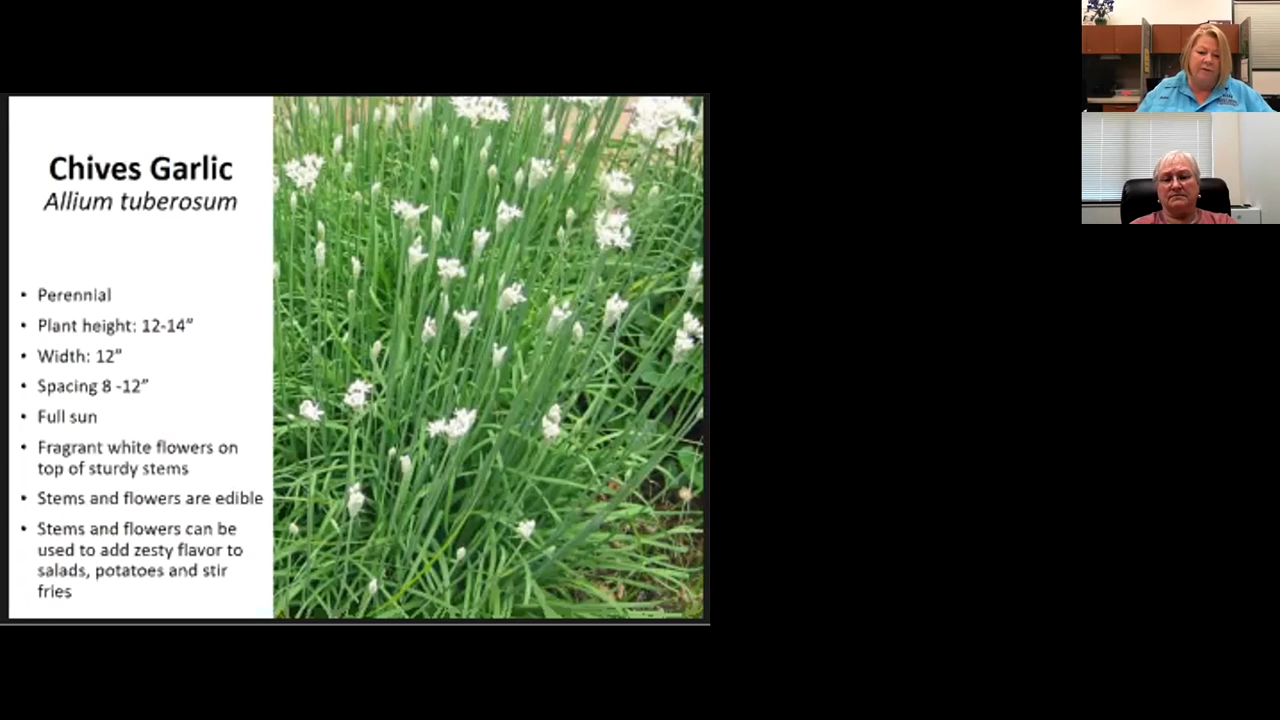 Chives Garlic
Allium tuberosum
• Perennial
• Plant height: 12-14”
• Width: 12”
• Spacing 8 -12”
• Full sun
• Fragrant white flowers on
top of sturdy stems
• Stems and flowers are edible
• Stems and flowers can be
used to add zesty flavor to
salads, potatoes and stir
fries